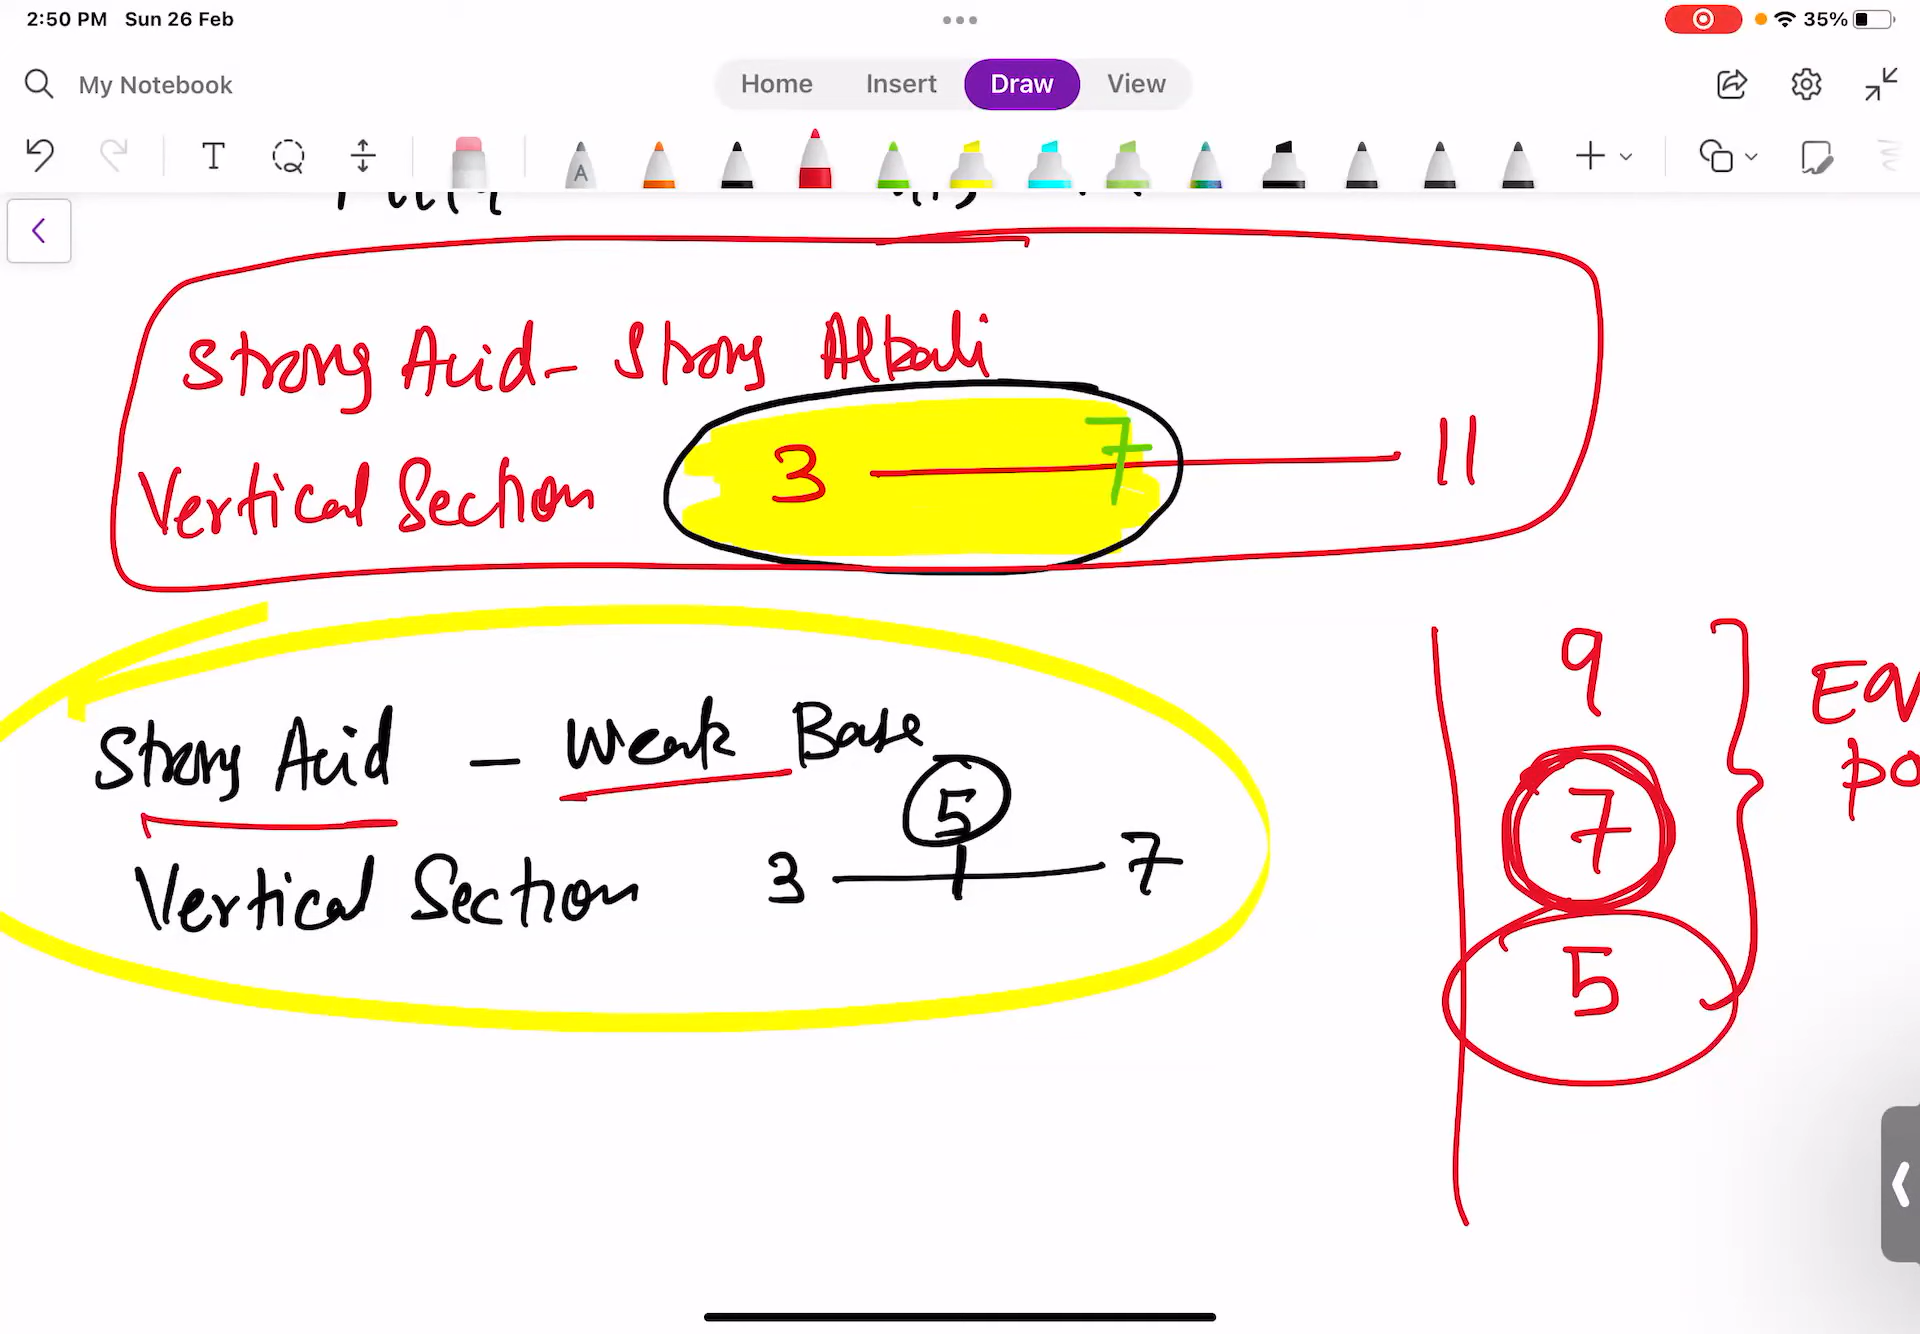 2:50 PM Sun 26 Feb
35%
My Notebook
Home Insert Draw View
T
A
Strong Acid - Strong Alkali
Vertical Section 3 — 7 — 11
Strong Acid - Weak Base
5
Vertical Section 3 — 7
9
7
5